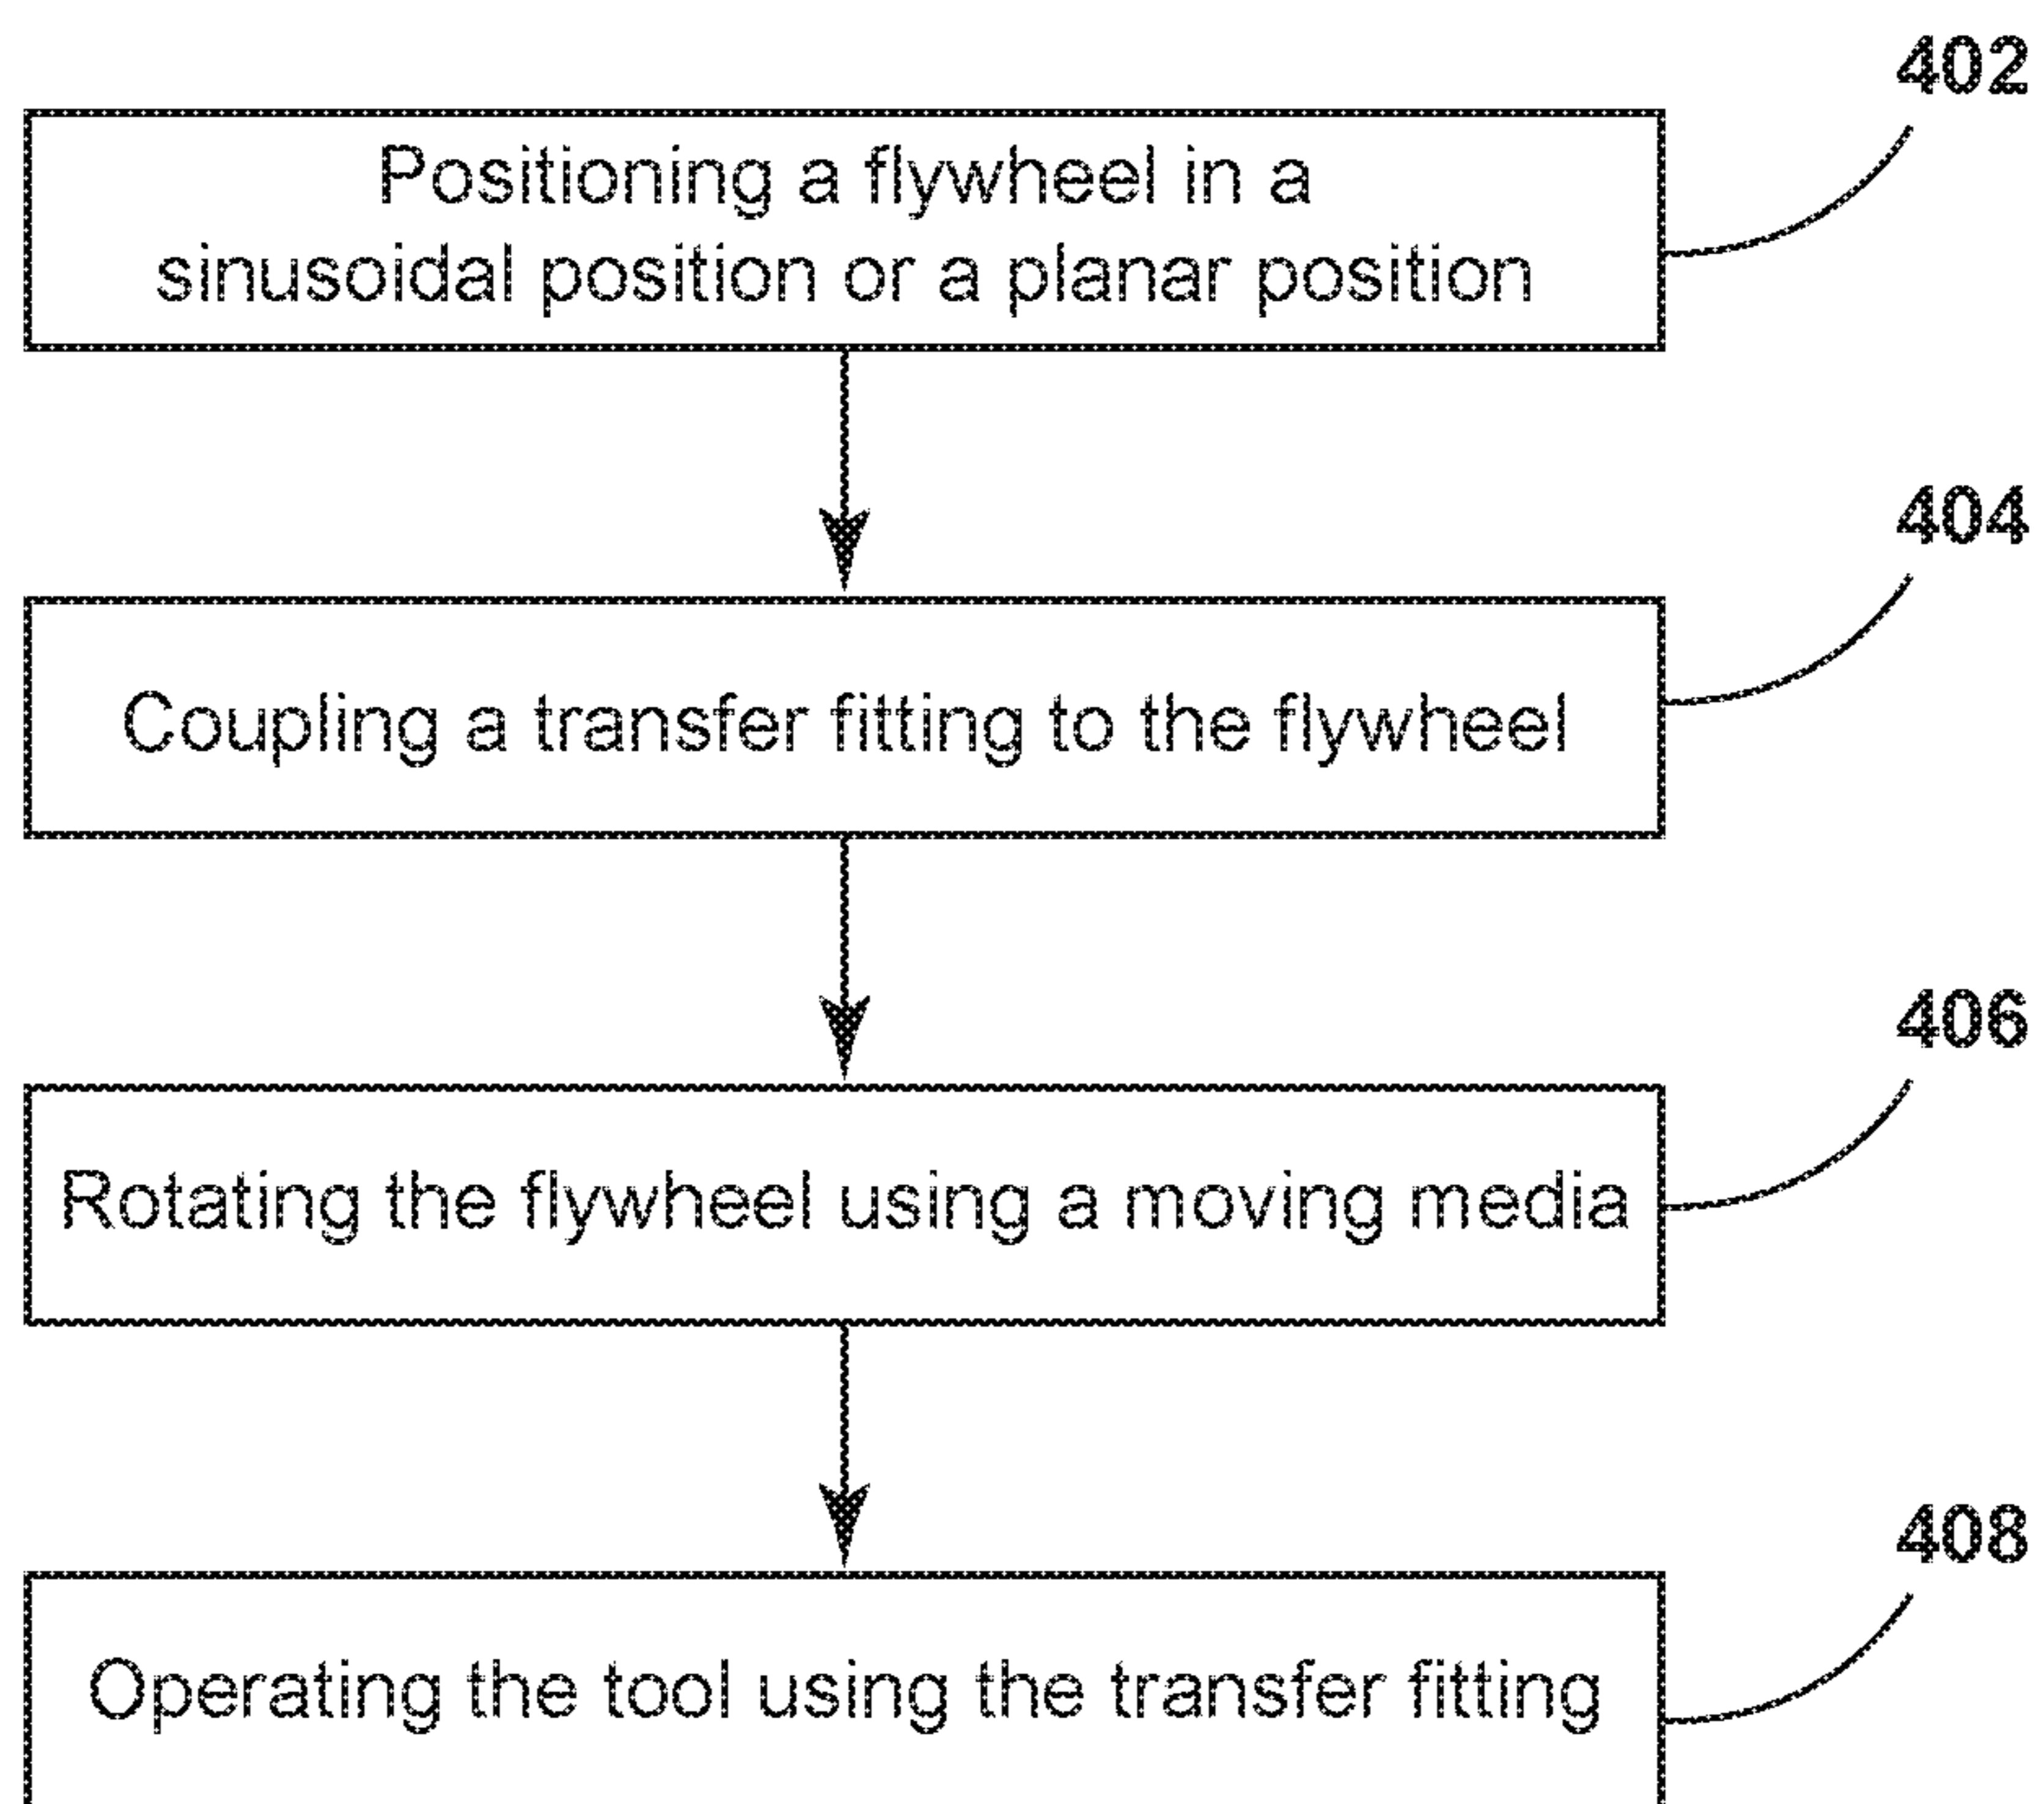 402
Positioning a flywheel in a
sinusoidal position or a planar position
404
Coupling a transfer fitting to the flywheel
406
Rotating the flywheel using a moving media
408
Operating the tool using the transfer fitting